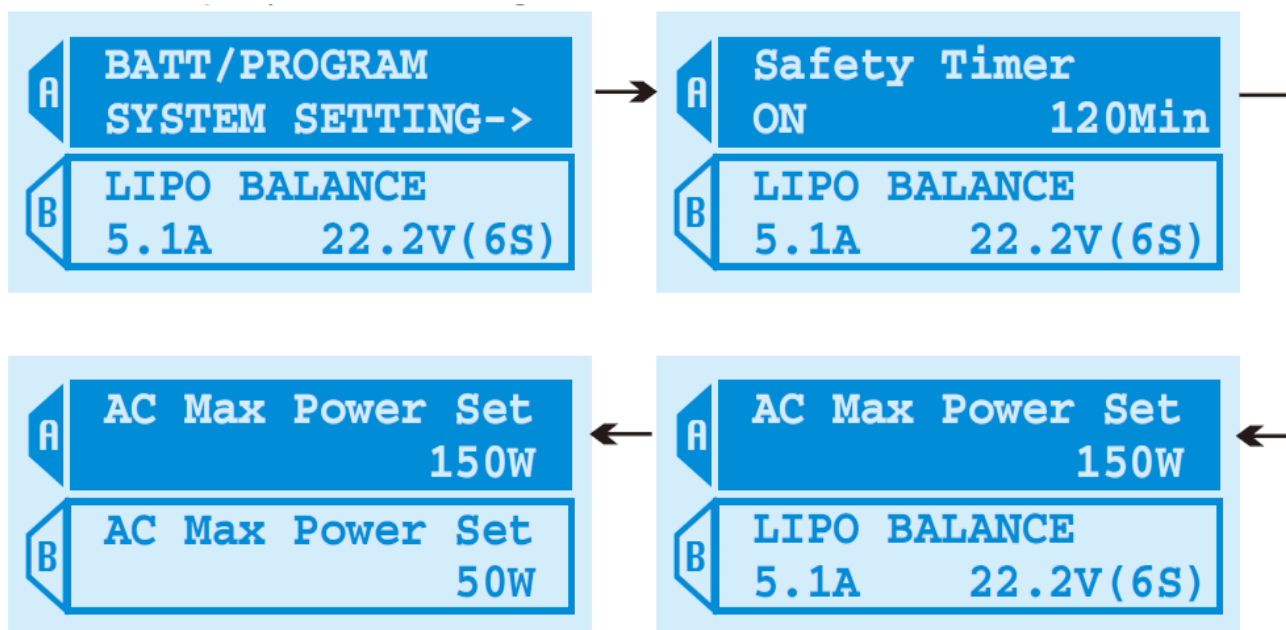 A
BATT/PROGRAM
SYSTEM SETTING->
B
LIPO BALANCE
5.1A 22.2V(6S)
A
Safety Timer
ON 120Min
B
LIPO BALANCE
5.1A 22.2V(6S)
A
AC Max Power Set
150W
B
AC Max Power Set
50W
A
AC Max Power Set
150W
B
LIPO BALANCE
5.1A 22.2V(6S)